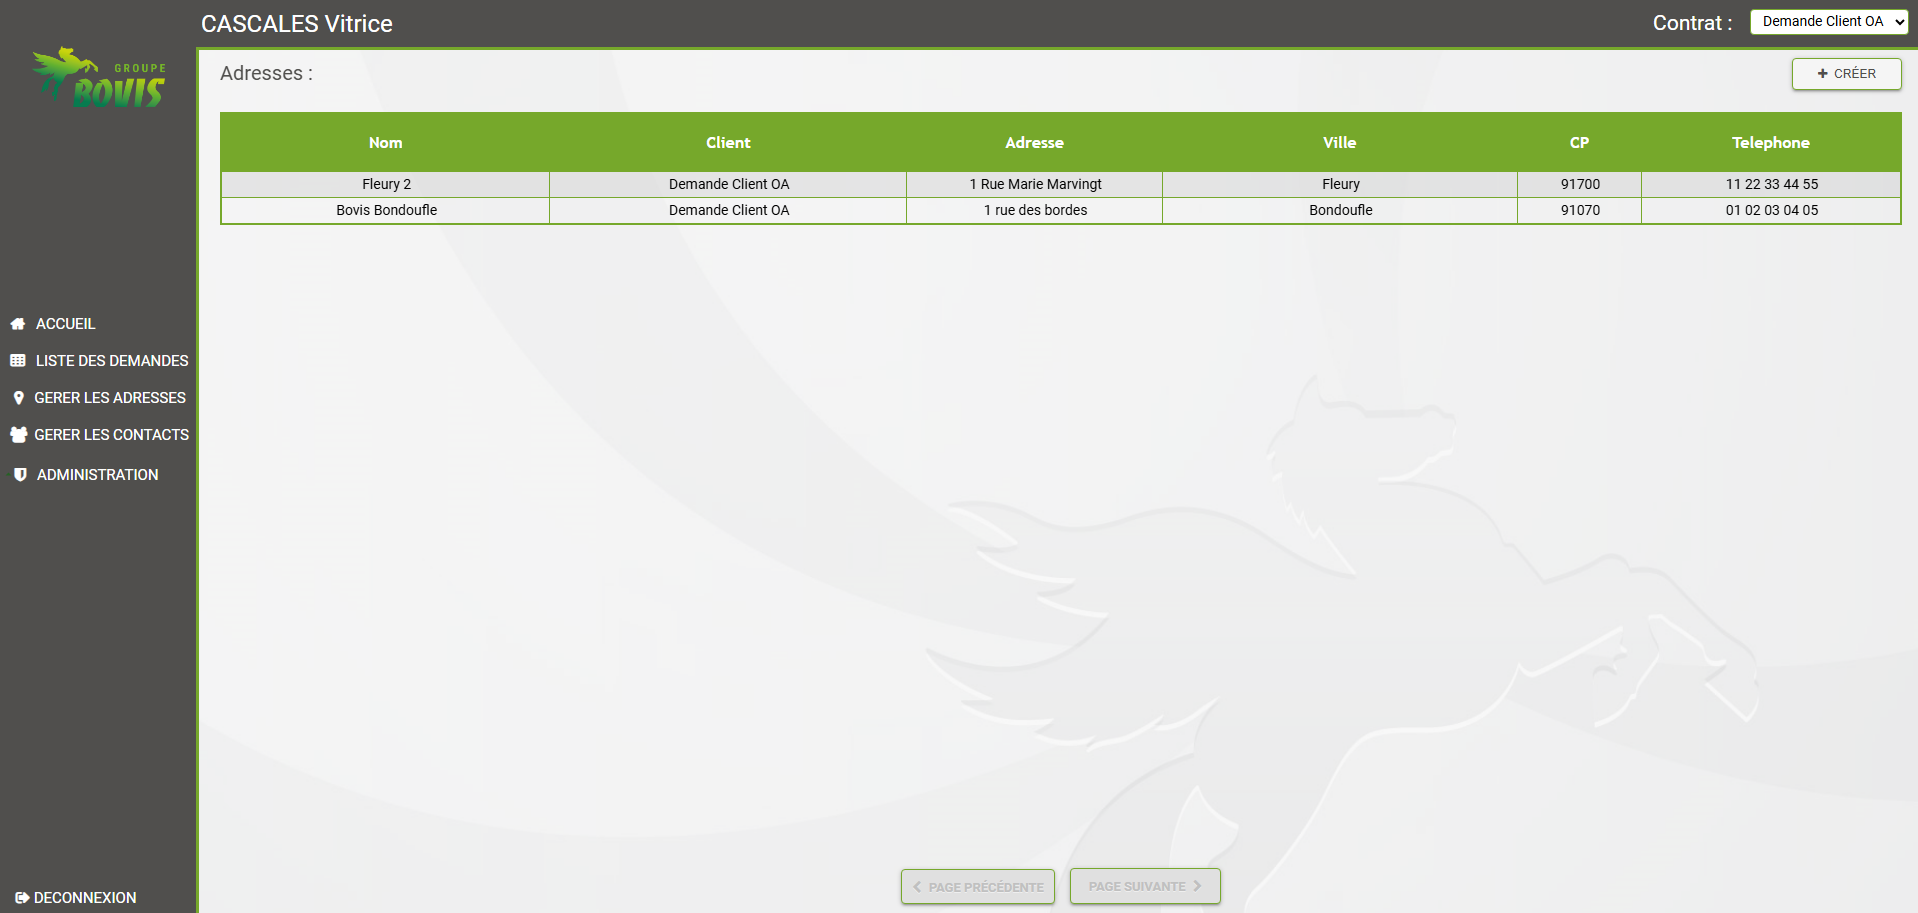 CASCALES Vitrice
Contrat :
Demande Client OA
GROUPE
BOVIS
Adresses :
CRÉER
Nom Client Adresse Ville CP Telephone
Fleury 2 Demande Client OA 1 Rue Marie Marvingt Fleury 91700 11 22 33 44 55
Bovis Bondoufle Demande Client OA 1 rue des bordes Bondoufle 91070 01 02 03 04 05
ACCUEIL
LISTE DES DEMANDES
GERER LES ADRESSES
GERER LES CONTACTS
ADMINISTRATION
DECONNEXION
PAGE PRÉCÉDENTE
PAGE SUIVANTE